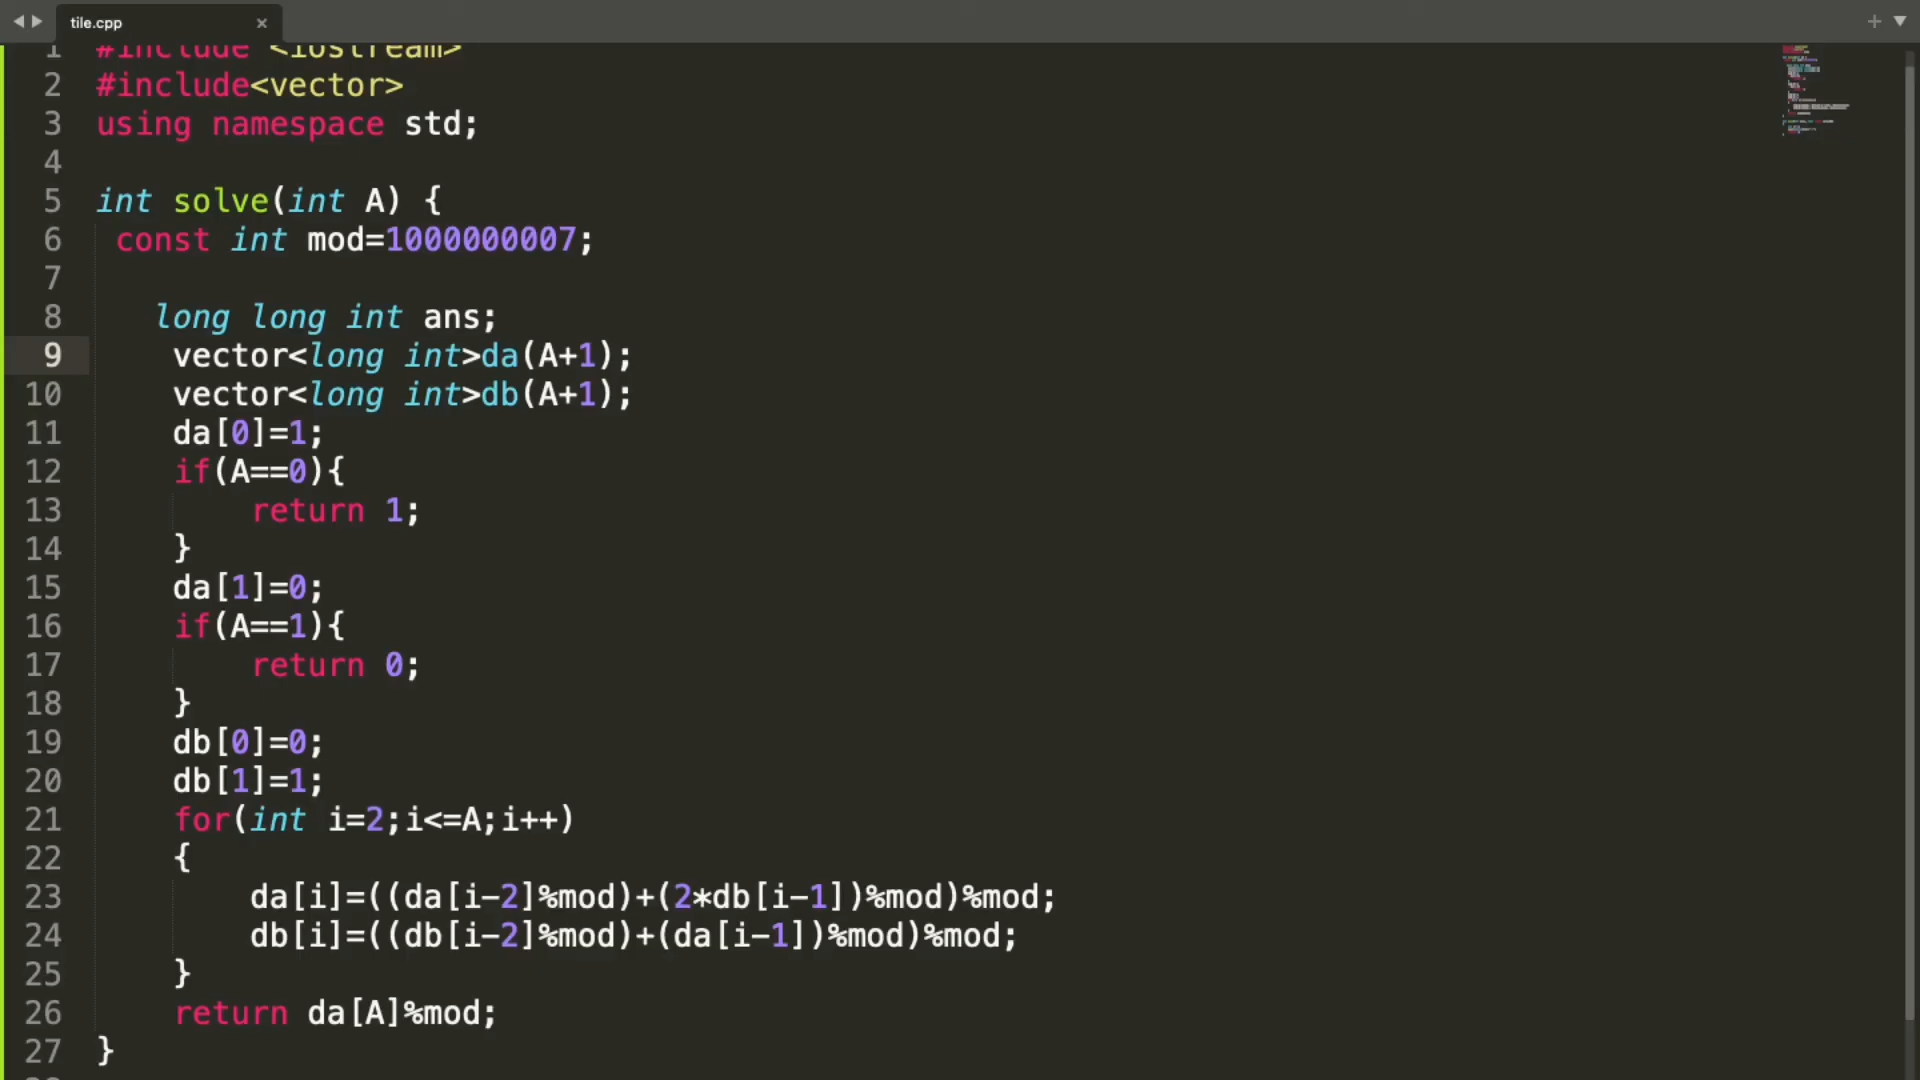 tile.cpp
1 #include <iostream>
2 #include<vector>
3 using namespace std;
4
5 int solve(int A) {
6 const int mod=1000000007;
7
8 long long int ans;
9 vector<long int>da(A+1);
10 vector<long int>db(A+1);
11 da[0]=1;
12 if(A==0){
13 return 1;
14 }
15 da[1]=0;
16 if(A==1){
17 return 0;
18 }
19 db[0]=0;
20 db[1]=1;
21 for(int i=2;i<=A;i++)
22 {
23 da[i]=((da[i-2]%mod)+(2*db[i-1])%mod)%mod;
24 db[i]=((db[i-2]%mod)+(da[i-1])%mod)%mod;
25 }
26 return da[A]%mod;
27 }